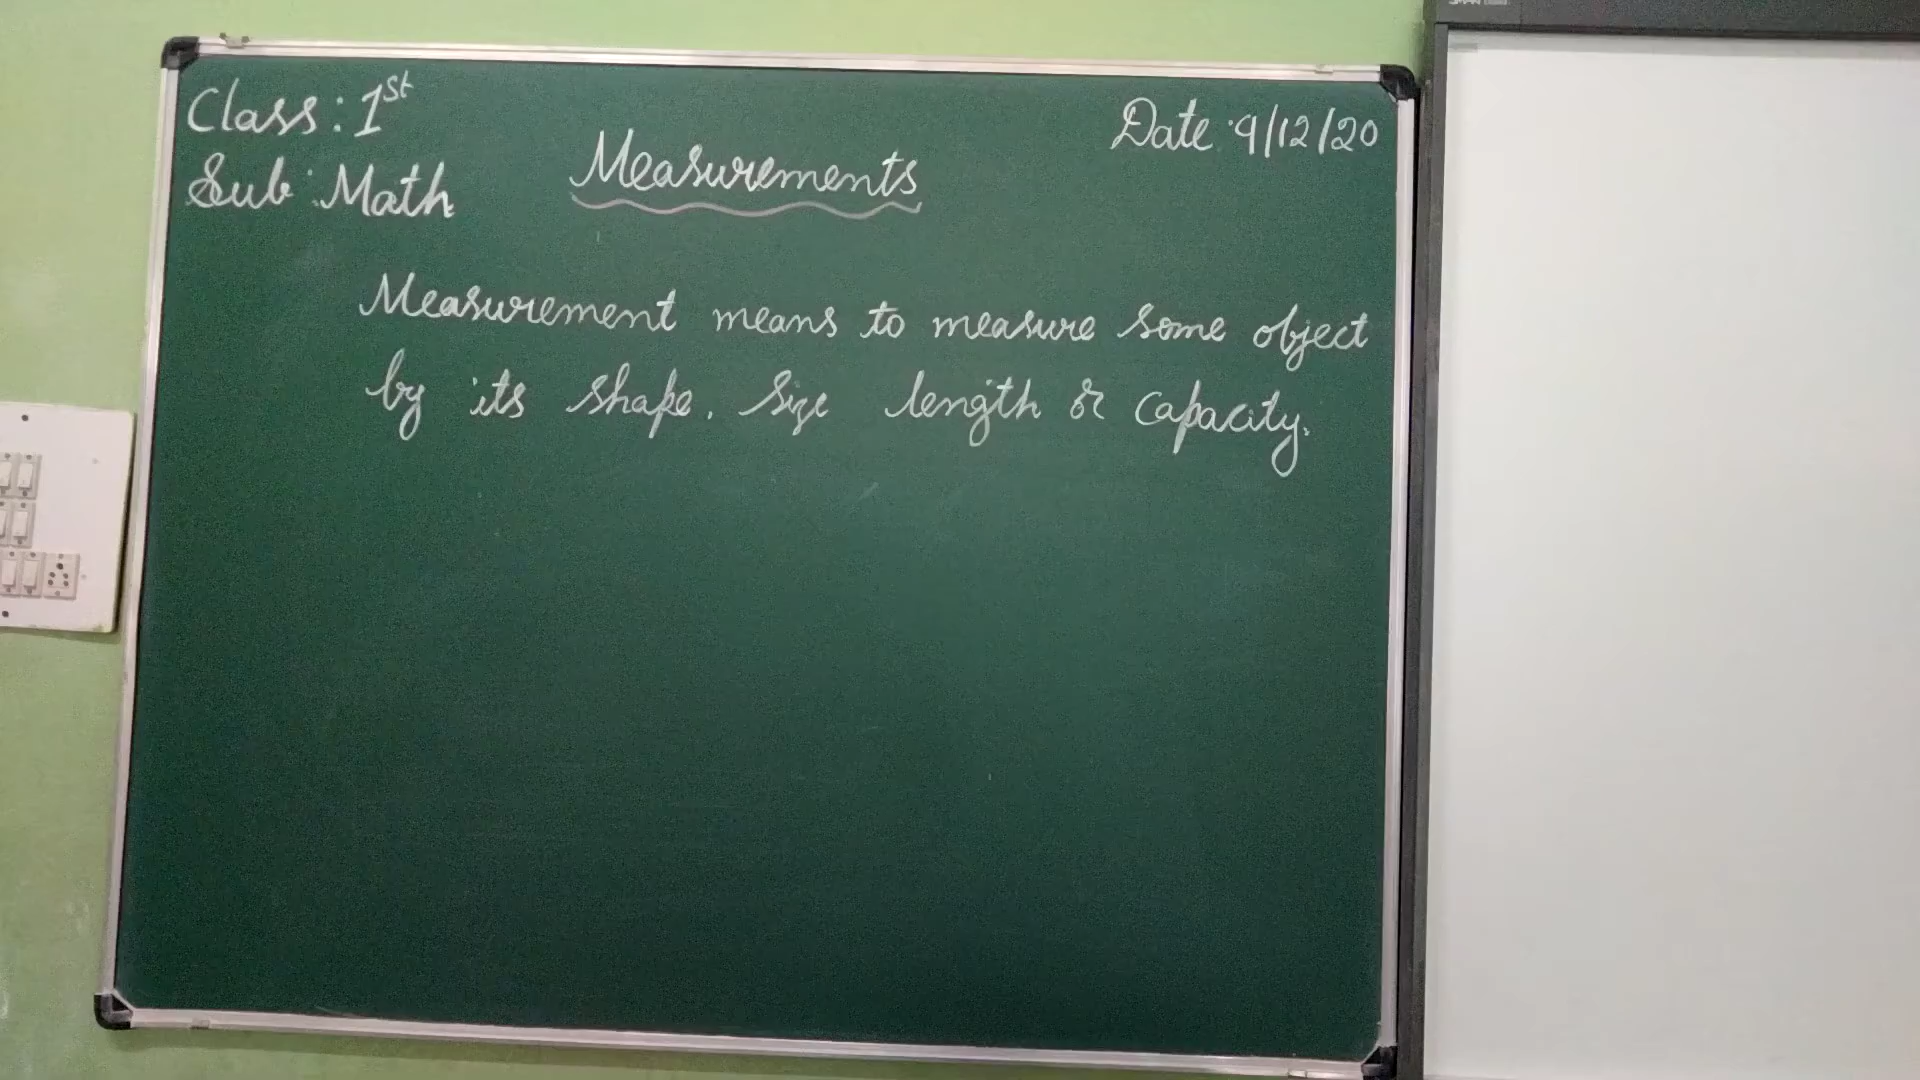 Class : 1st
Date : 9/12/20
Sub : Math
Measurements
Measurement means to measure some object
by its shape, size length or capacity.